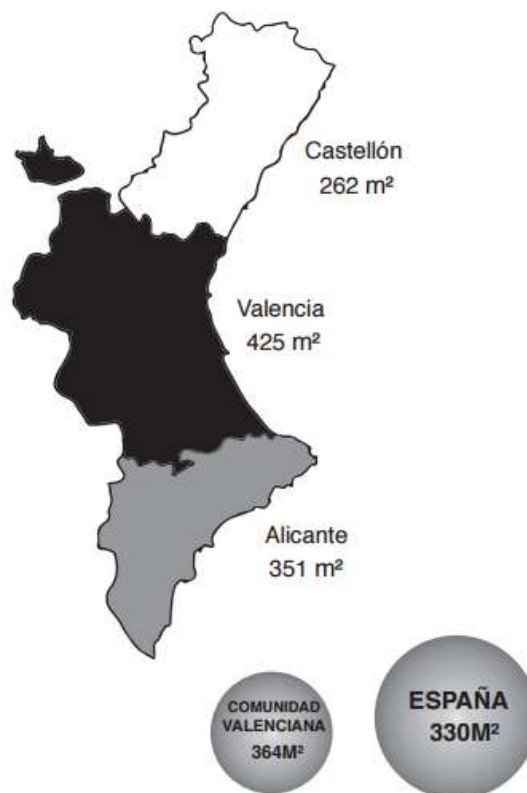 Castellón
262 m²
Valencia
425 m²
Alicante
351 m²
COMUNIDAD
VALENCIANA
364M²
ESPAÑA
330M²